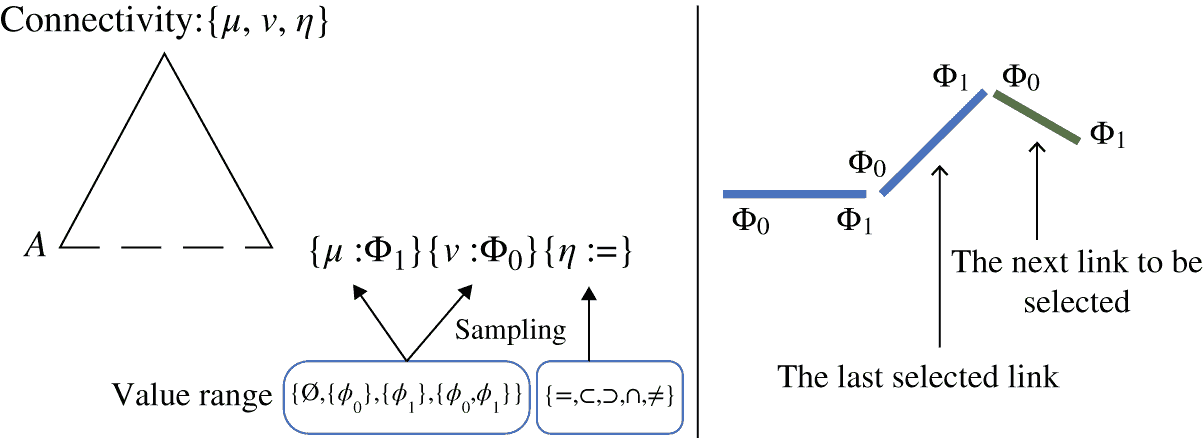 Connectivity:{μ, ν, η}
A
{μ :Φ₁}{ν :Φ₀}{η :=}
Sampling
Value range {Ø,{ϕ₀},{ϕ₁},{ϕ₀,ϕ₁}} {=,⊂,⊃,∩,≠}
Φ₁ Φ₀
Φ₁
Φ₀
Φ₀ Φ₁
The next link to be
selected
The last selected link